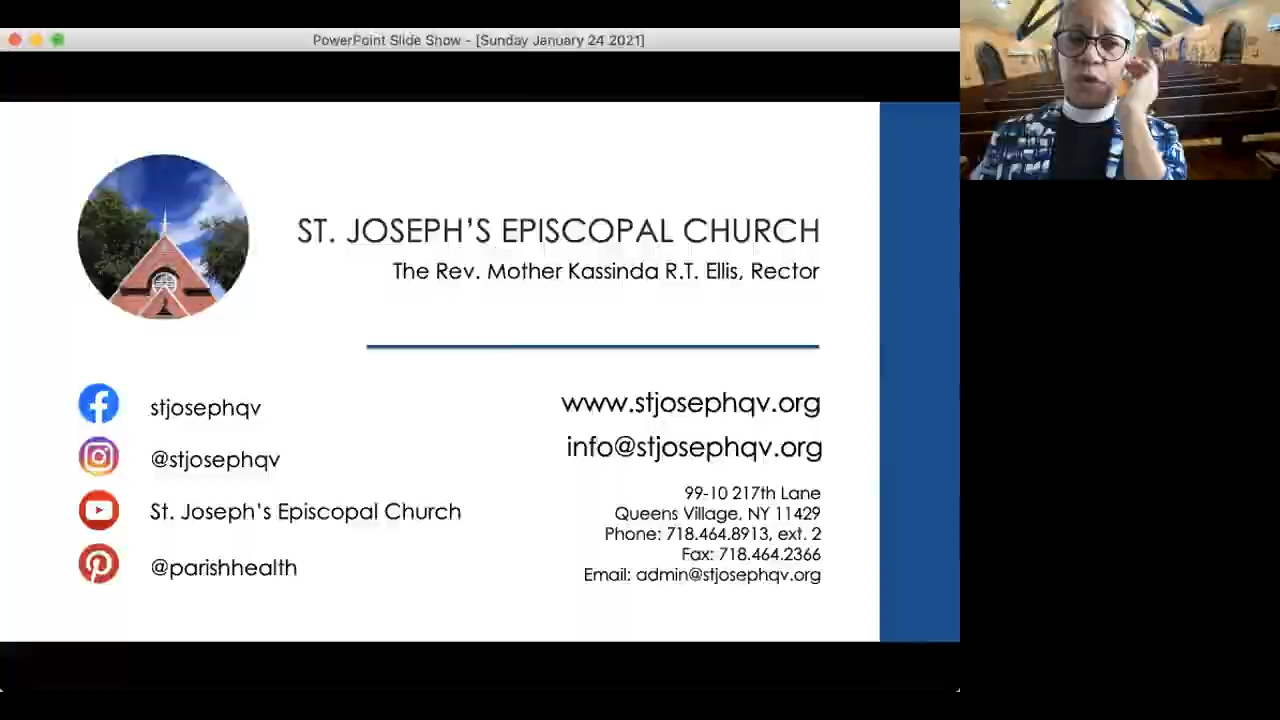 PowerPoint Slide Show - [Sunday January 24 2021]
ST. JOSEPH'S EPISCOPAL CHURCH
The Rev. Mother Kassinda R.T. Ellis, Rector
stjosephqv
@stjosephqv
St. Joseph's Episcopal Church
@parishhealth
www.stjosephqv.org
info@stjosephqv.org
99-10 217th Lane
Queens Village, NY 11429
Phone: 718.464.8913, ext. 2
Fax: 718.464.2366
Email: admin@stjosephqv.org